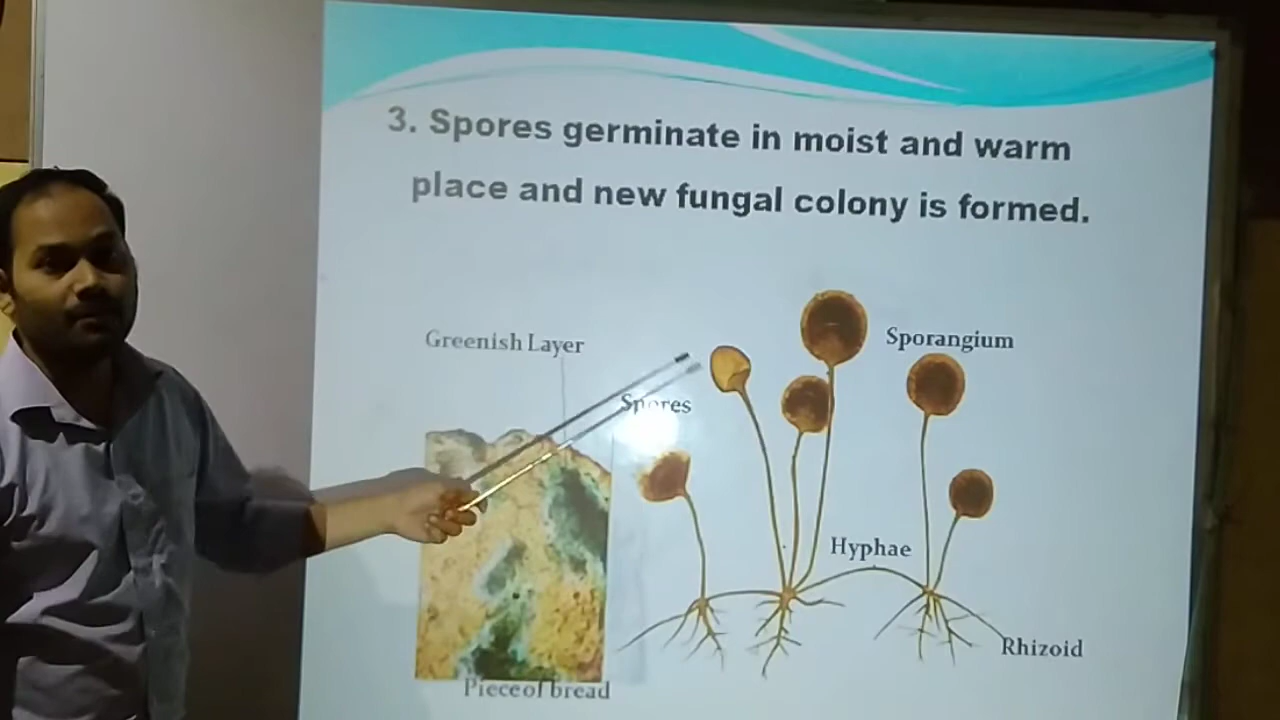 3. Spores germinate in moist and warm
place and new fungal colony is formed.
Greenish Layer
Sporangium
Spores
Hyphae
Rhizoid
Piece of bread